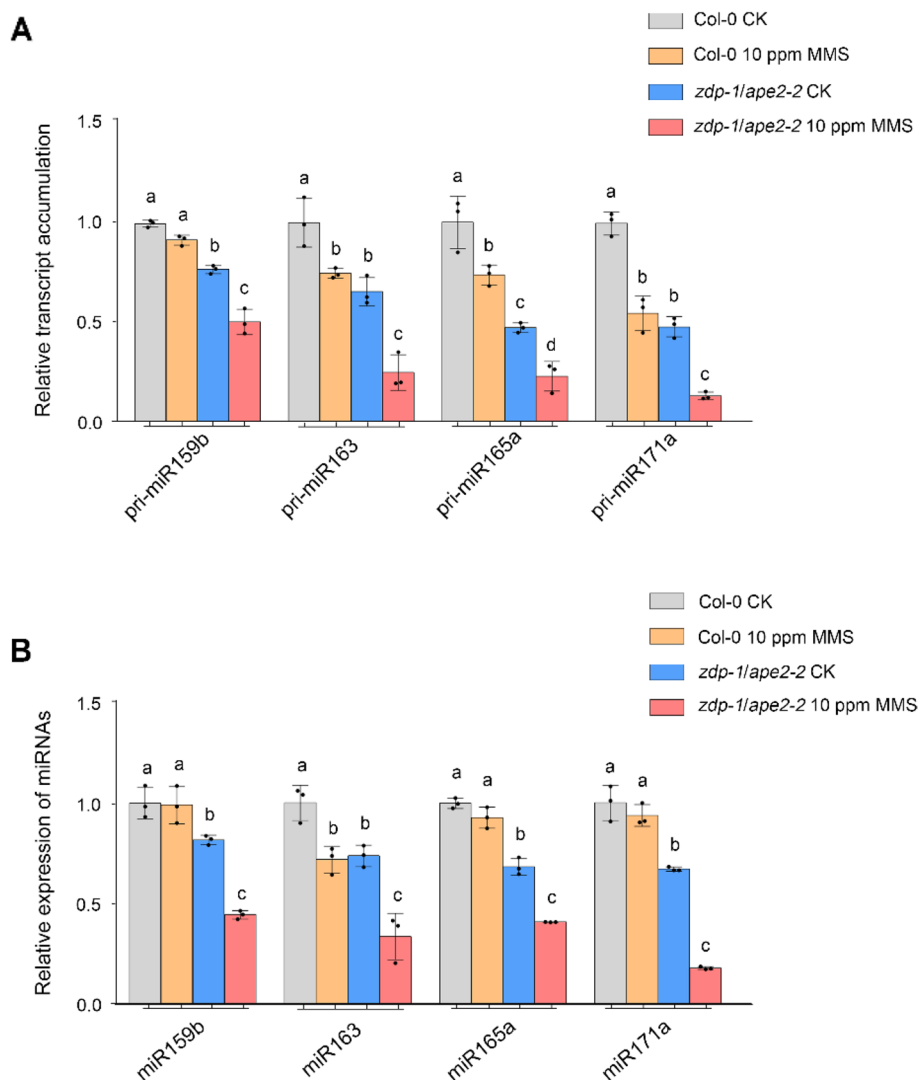 A
Col-0 CK
Col-0 10 ppm MMS
zdp-1/ape2-2 CK
zdp-1/ape2-2 10 ppm MMS
Relative transcript accumulation
1.5
1.0
0.5
0.0
a a b c
a b b c
a b c d
a b b c
pri-miR159b
pri-miR163
pri-miR165a
pri-miR171a
B
Col-0 CK
Col-0 10 ppm MMS
zdp-1/ape2-2 CK
zdp-1/ape2-2 10 ppm MMS
Relative expression of miRNAs
1.5
1.0
0.5
0.0
a a b c
a b b c
a a b c
a a b c
miR159b
miR163
miR165a
miR171a